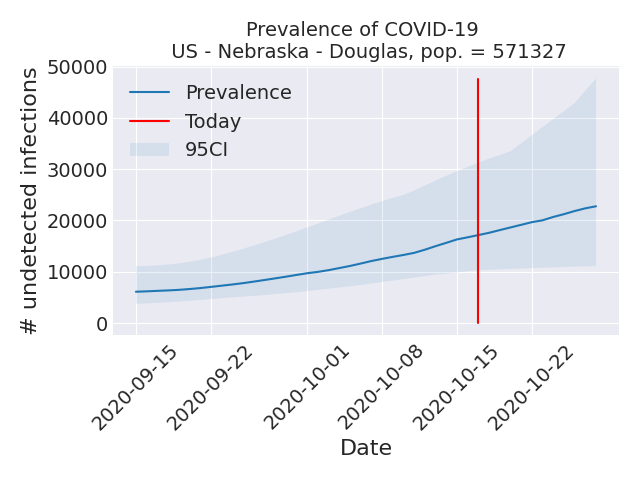 Prevalence of COVID-19
US - Nebraska - Douglas, pop. = 571327
# undetected infections
50000
40000
30000
20000
10000
0
Prevalence
Today
95CI
2020-09-15
2020-09-22
2020-10-01
2020-10-08
2020-10-15
2020-10-22
Date